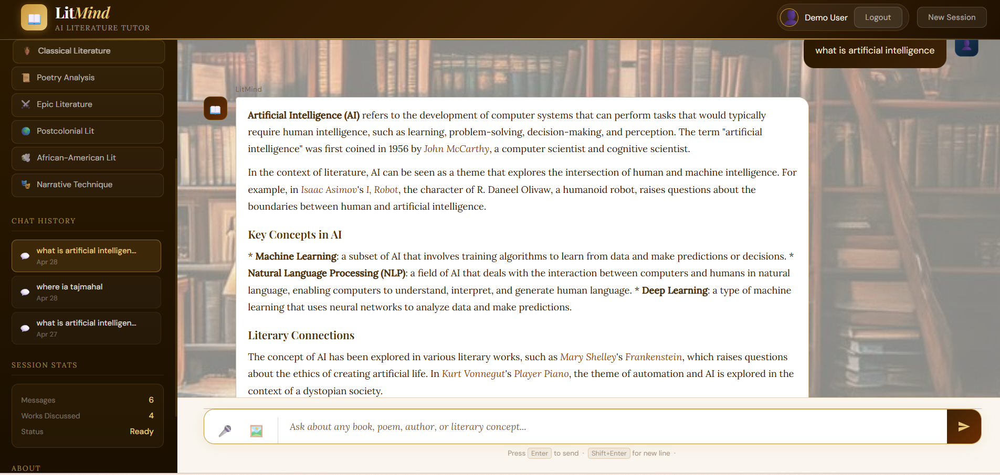 LitMind
AI LITERATURE TUTOR
Demo User
Logout
New Session
Classical Literature
Poetry Analysis
Epic Literature
Postcolonial Lit
African-American Lit
Narrative Technique
CHAT HISTORY
what is artificial intelligen...
Apr 28
where ia tajmahal
Apr 28
what is artificial intelligen...
Apr 27
SESSION STATS
Messages 6
Works Discussed 4
Status Ready
ABOUT
what is artificial intelligence
LitMind
Artificial Intelligence (AI) refers to the development of computer systems that can perform tasks that would typically
require human intelligence, such as learning, problem-solving, decision-making, and perception. The term "artificial
intelligence" was first coined in 1956 by John McCarthy, a computer scientist and cognitive scientist.
In the context of literature, AI can be seen as a theme that explores the intersection of human and machine intelligence. For
example, in Isaac Asimov's I, Robot, the character of R. Daneel Olivaw, a humanoid robot, raises questions about the
boundaries between human and artificial intelligence.
Key Concepts in AI
* Machine Learning: a subset of AI that involves training algorithms to learn from data and make predictions or decisions. *
Natural Language Processing (NLP): a field of AI that deals with the interaction between computers and humans in natural
language, enabling computers to understand, interpret, and generate human language. * Deep Learning: a type of machine
learning that uses neural networks to analyze data and make predictions.
Literary Connections
The concept of AI has been explored in various literary works, such as Mary Shelley's Frankenstein, which raises questions
about the ethics of creating artificial life. In Kurt Vonnegut's Player Piano, the theme of automation and AI is explored in the
context of a dystopian society.
Ask about any book, poem, author, or literary concept...
Press Enter to send · Shift+Enter for new line ·